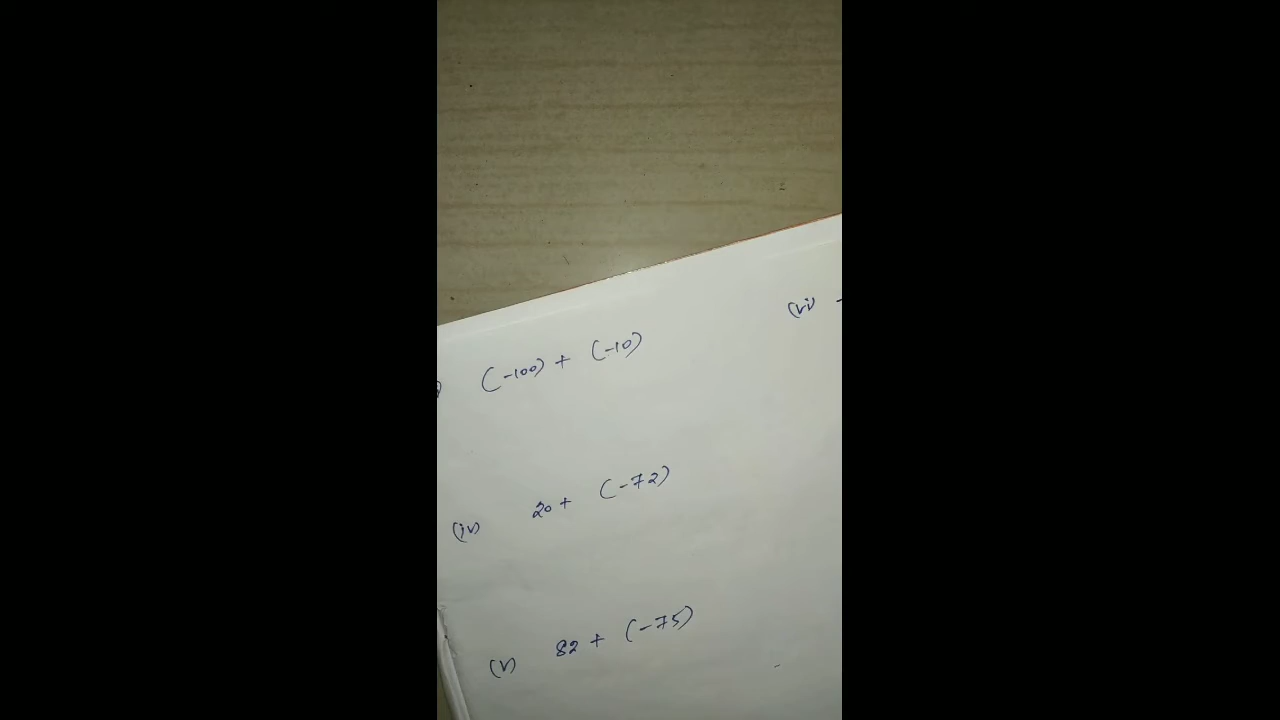 ) (-100) + (-10)
(iv) 20 + (-72)
(v) 82 + (-75)
(vi) -